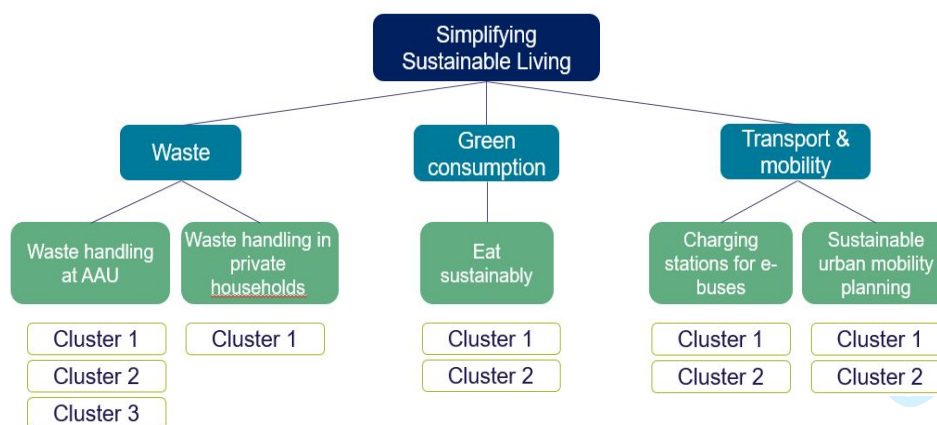 Simplifying
Sustainable Living
Waste
Green
consumption
Transport &
mobility
Waste handling
at AAU
Waste handling in
private
households
Eat
sustainably
Charging
stations for e-
buses
Sustainable
urban mobility
planning
Cluster 1
Cluster 2
Cluster 3
Cluster 1
Cluster 1
Cluster 2
Cluster 1
Cluster 2
Cluster 1
Cluster 2